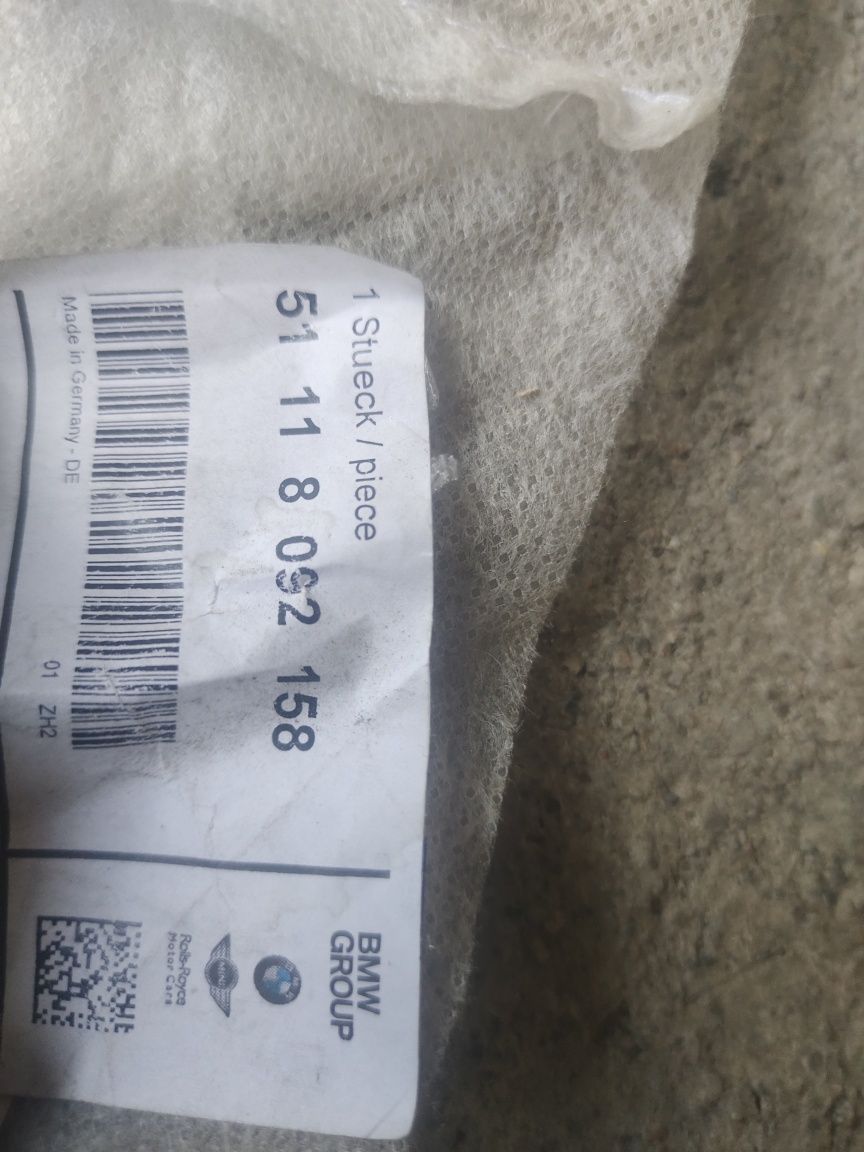 1 Stueck / piece
51 11 8 092 158
Made in Germany - DE
01 ZH2
BMW
GROUP
MINI
Rolls-Royce
Motor Cars